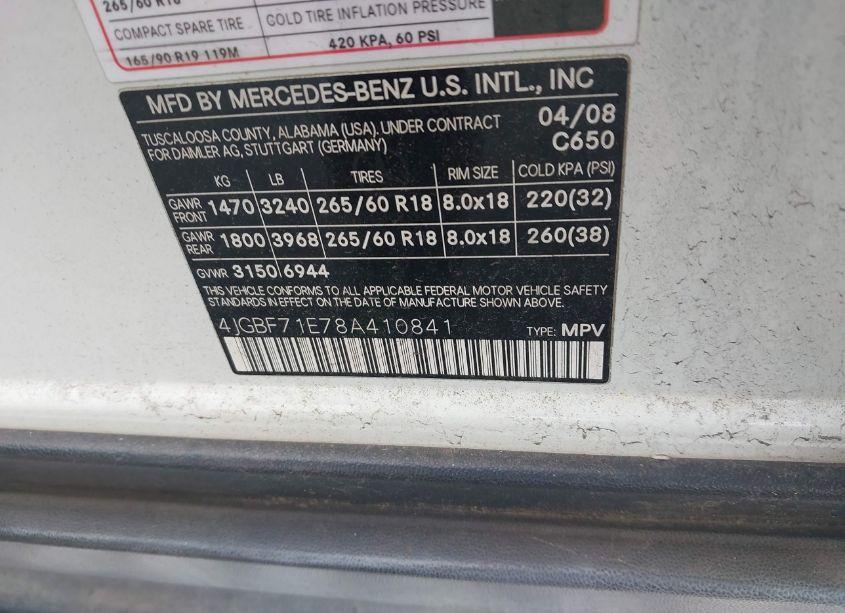 265/60 R18
COMPACT SPARE TIRE
COLD TIRE INFLATION PRESSURE
165/90 R19 119M
420 KPA, 60 PSI
MFD BY MERCEDES-BENZ U.S. INTL., INC
TUSCALOOSA COUNTY, ALABAMA (USA). UNDER CONTRACT
FOR DAIMLER AG, STUTTGART (GERMANY)
04/08
C650
KG LB TIRES RIM SIZE COLD KPA (PSI)
GAWR FRONT 1470 3240 265/60 R18 8.0x18 220(32)
GAWR REAR 1800 3968 265/60 R18 8.0x18 260(38)
GVWR 3150 6944
THIS VEHICLE CONFORMS TO ALL APPLICABLE FEDERAL MOTOR VEHICLE SAFETY
STANDARDS IN EFFECT ON THE DATE OF MANUFACTURE SHOWN ABOVE.
4JGBF71E78A410841 TYPE: MPV